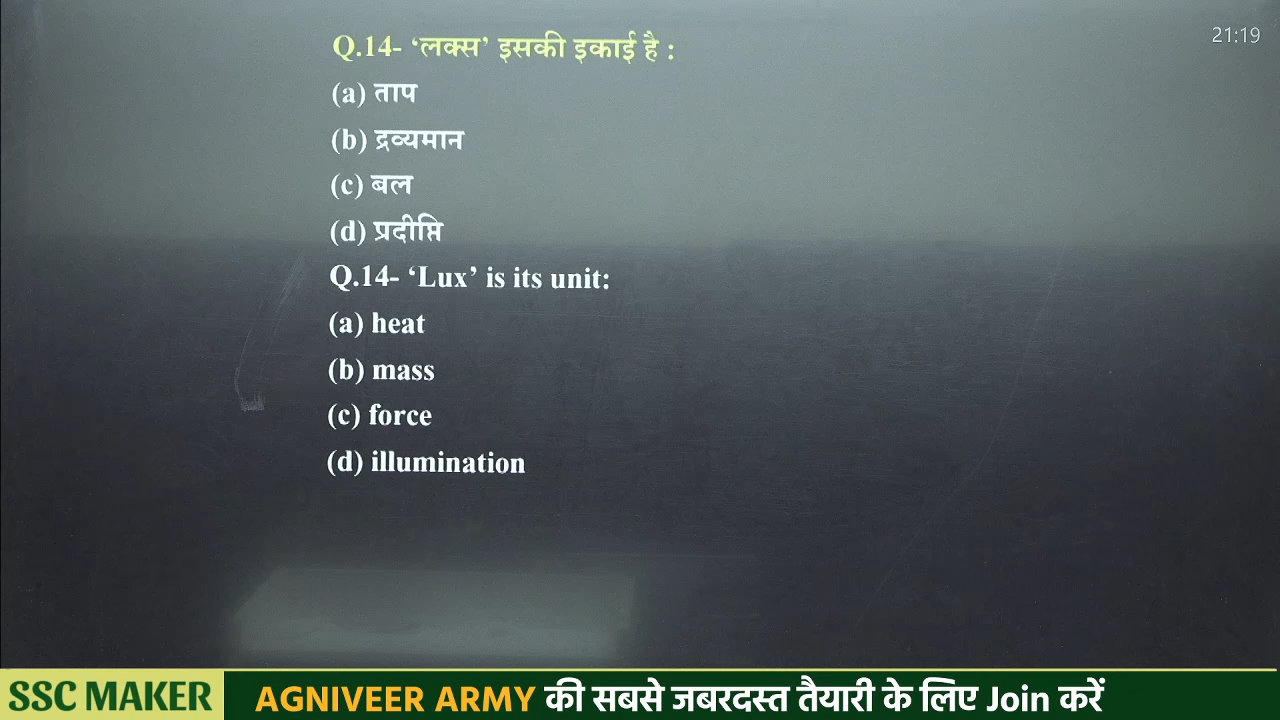 Q.14- ‘लक्स’ इसकी इकाई है :
21:19
(a) ताप
(b) द्रव्यमान
(c) बल
(d) प्रदीप्ति
Q.14- ‘Lux’ is its unit:
(a) heat
(b) mass
(c) force
(d) illumination
SSC MAKER AGNIVEER ARMY की सबसे जबरदस्त तैयारी के लिए Join करें